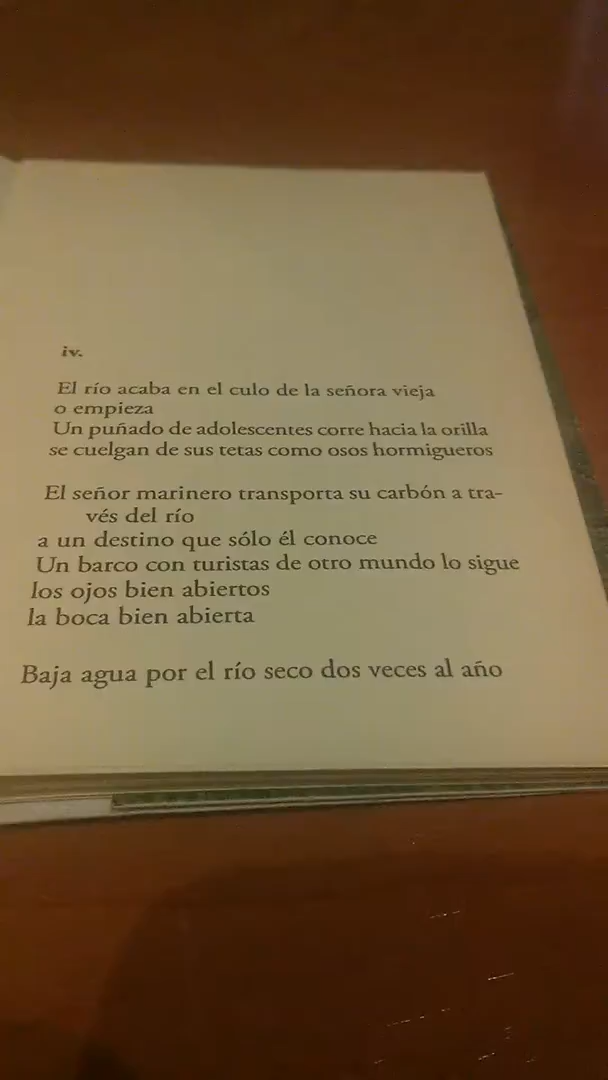 iv.
El río acaba en el culo de la señora vieja
o empieza
Un puñado de adolescentes corre hacia la orilla
se cuelgan de sus tetas como osos hormigueros
El señor marinero transporta su carbón a tra-
vés del río
a un destino que sólo él conoce
Un barco con turistas de otro mundo lo sigue
los ojos bien abiertos
la boca bien abierta
Baja agua por el río seco dos veces al año